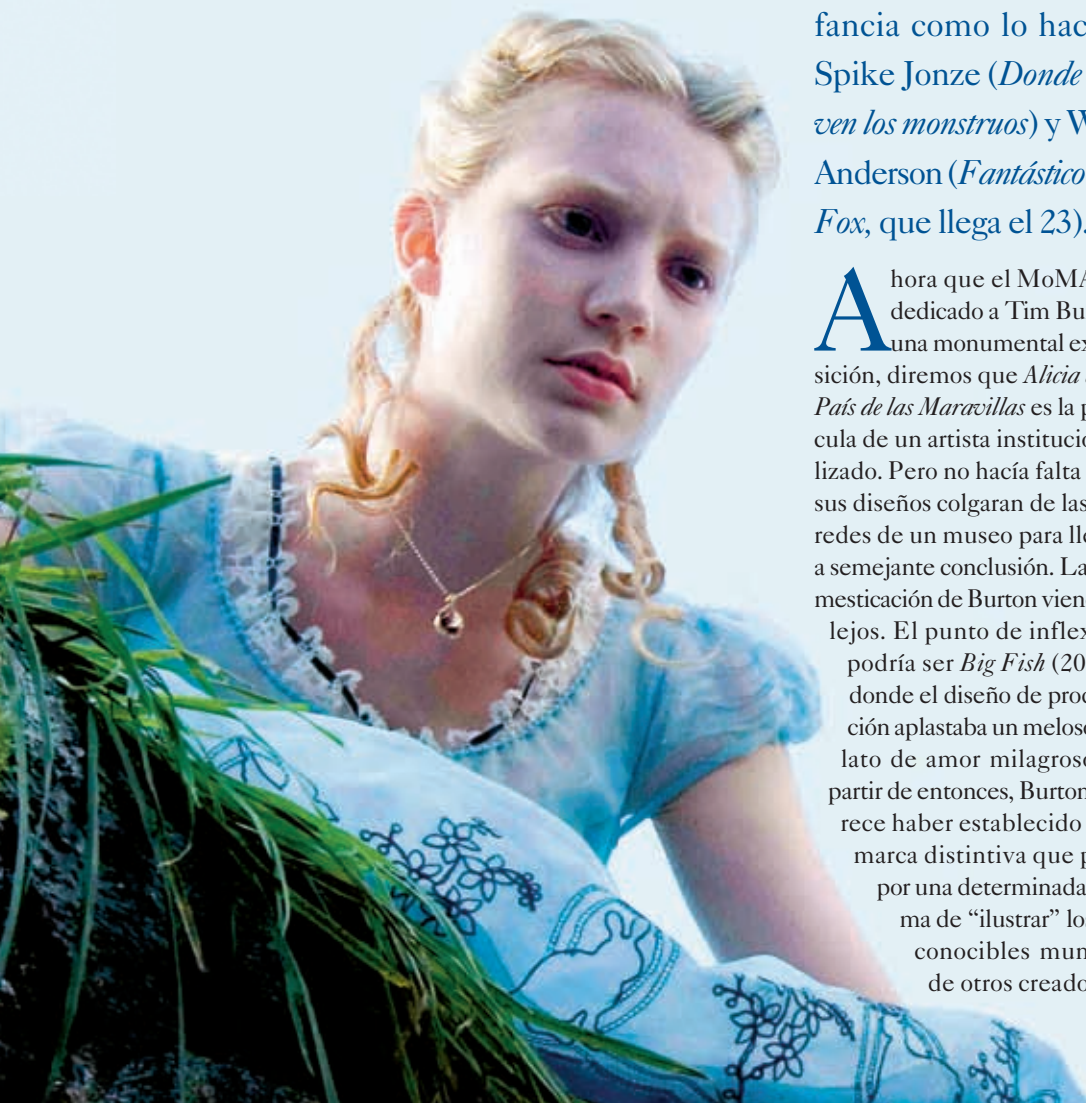 fancia como lo hac
Spike Jonze (Donde
ven los monstruos) y W
Anderson (Fantástico
Fox, que llega el 23).
Ahora que el MoMA
dedicado a Tim Bu
una monumental ex
sición, diremos que Alicia
País de las Maravillas es la p
cula de un artista institucio
lizado. Pero no hacía falta
sus diseños colgaran de las
redes de un museo para lle
a semejante conclusión. La
mesticación de Burton vien
lejos. El punto de inflex
podría ser Big Fish (20
donde el diseño de produc
ción aplastaba un meloso
lato de amor milagroso
partir de entonces, Burton
rece haber establecido
marca distintiva que p
por una determinada
ma de “ilustrar” los
conocibles mun
de otros creado